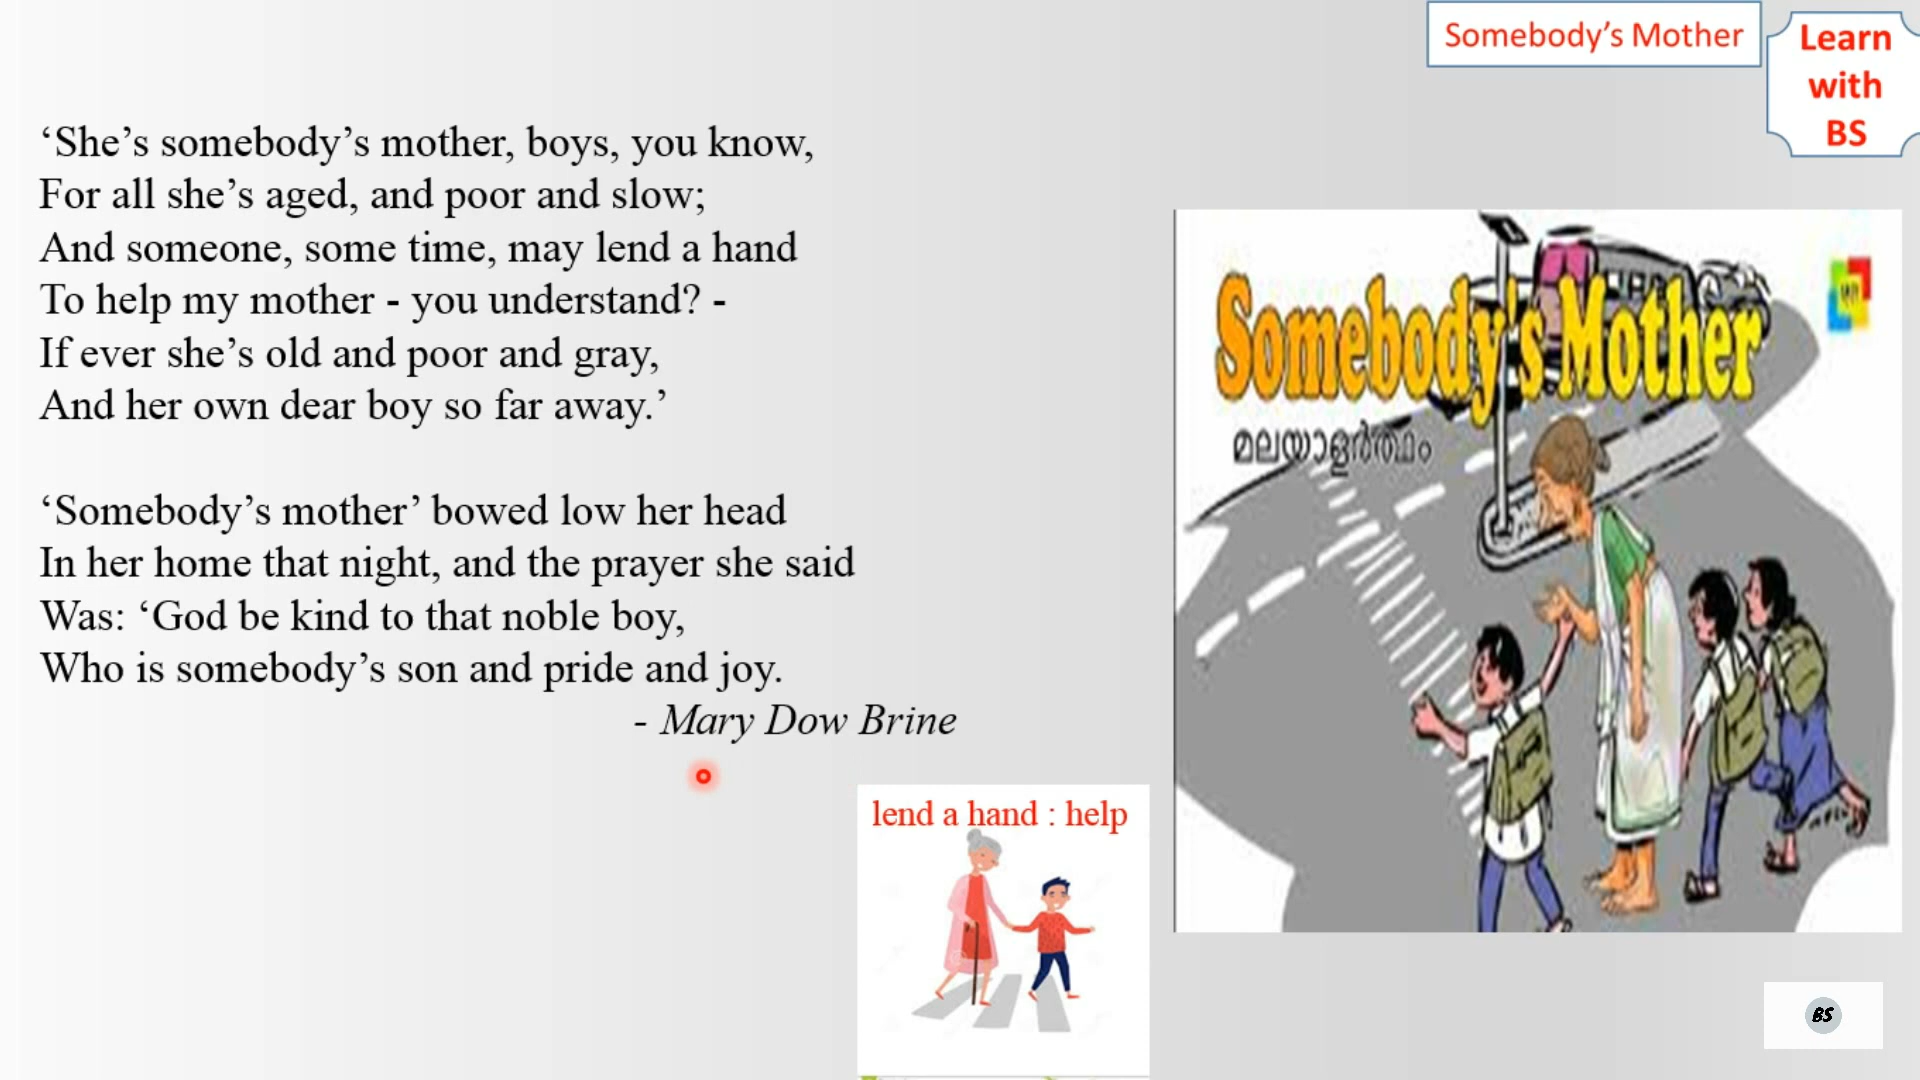 Somebody’s Mother
Learn
with
BS
‘She’s somebody’s mother, boys, you know,
For all she’s aged, and poor and slow;
And someone, some time, may lend a hand
To help my mother - you understand? -
If ever she’s old and poor and gray,
And her own dear boy so far away.’
‘Somebody’s mother’ bowed low her head
In her home that night, and the prayer she said
Was: ‘God be kind to that noble boy,
Who is somebody’s son and pride and joy.
- Mary Dow Brine
Somebody's Mother
മലയാളർത്ഥം
lend a hand : help
BS